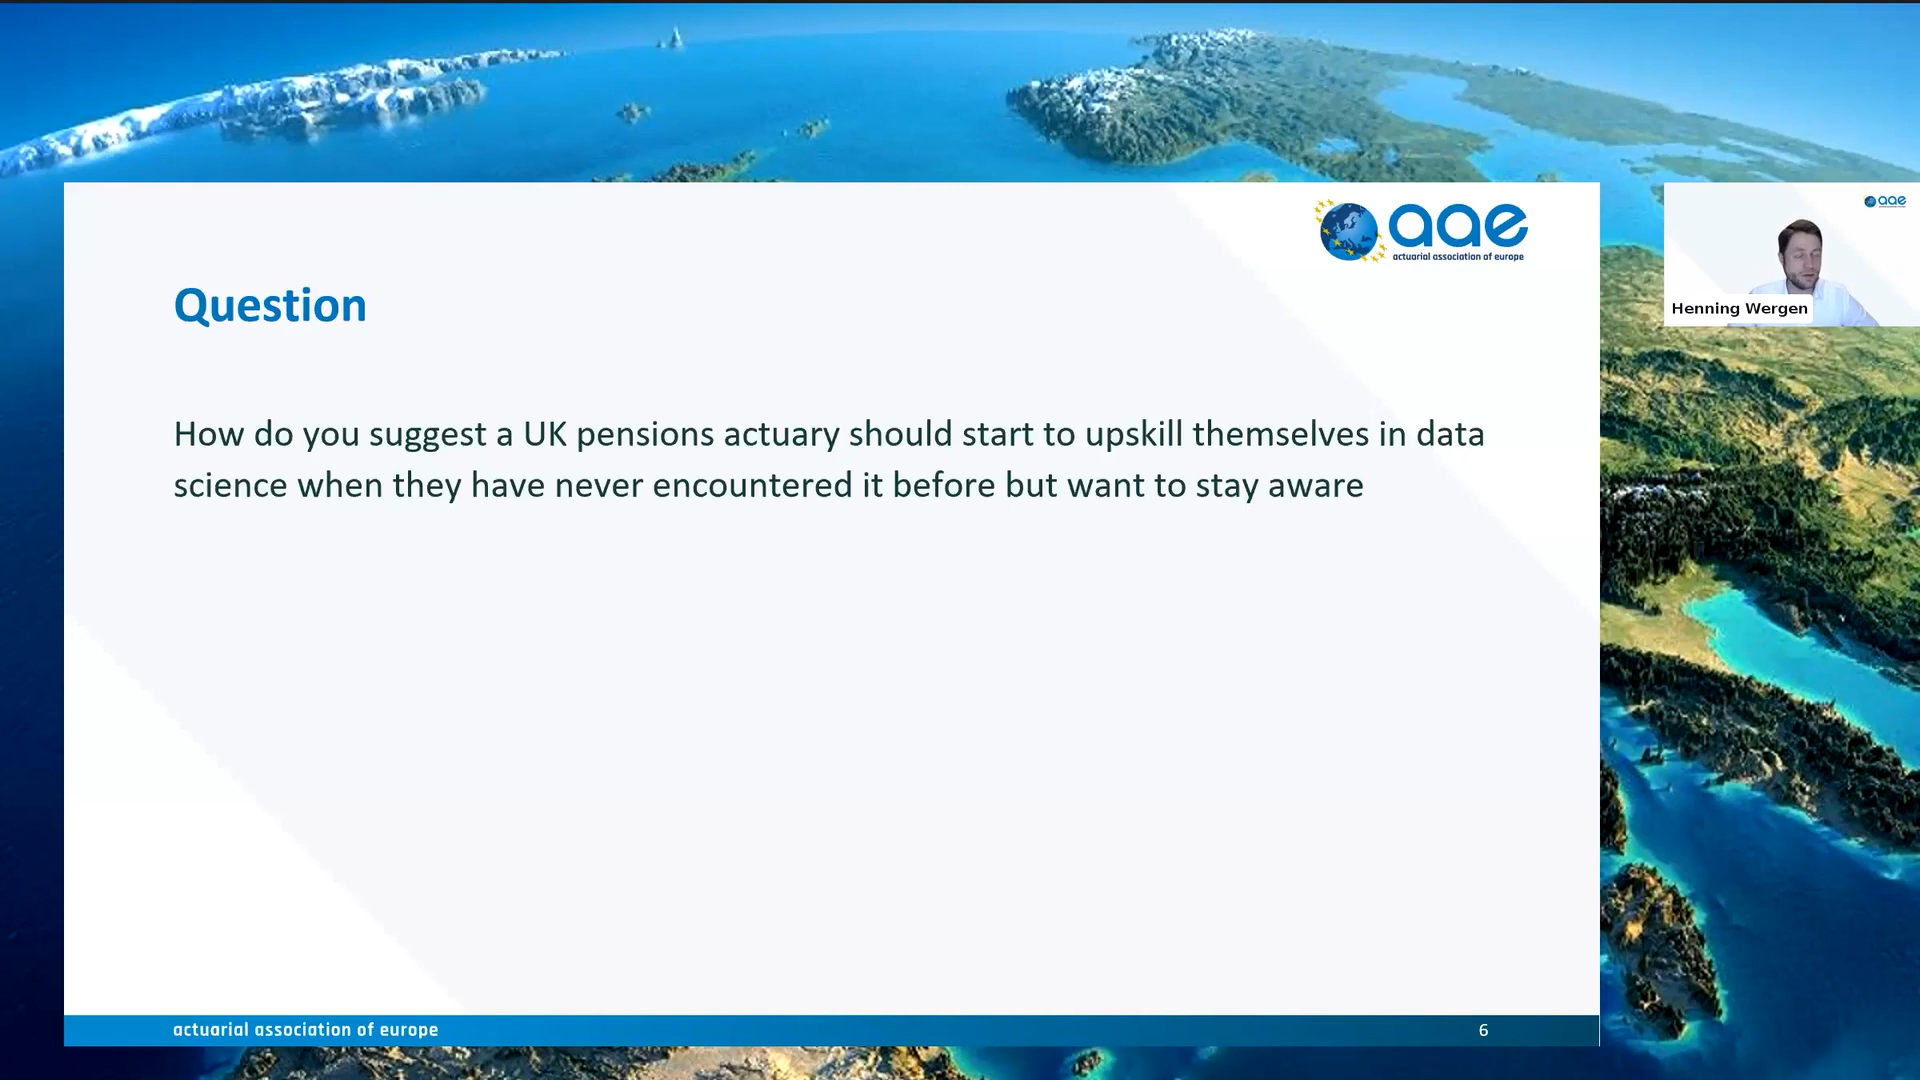 aae
actuarial association of europe
Question
How do you suggest a UK pensions actuary should start to upskill themselves in data
science when they have never encountered it before but want to stay aware
actuarial association of europe
6
aae
Henning Wergen